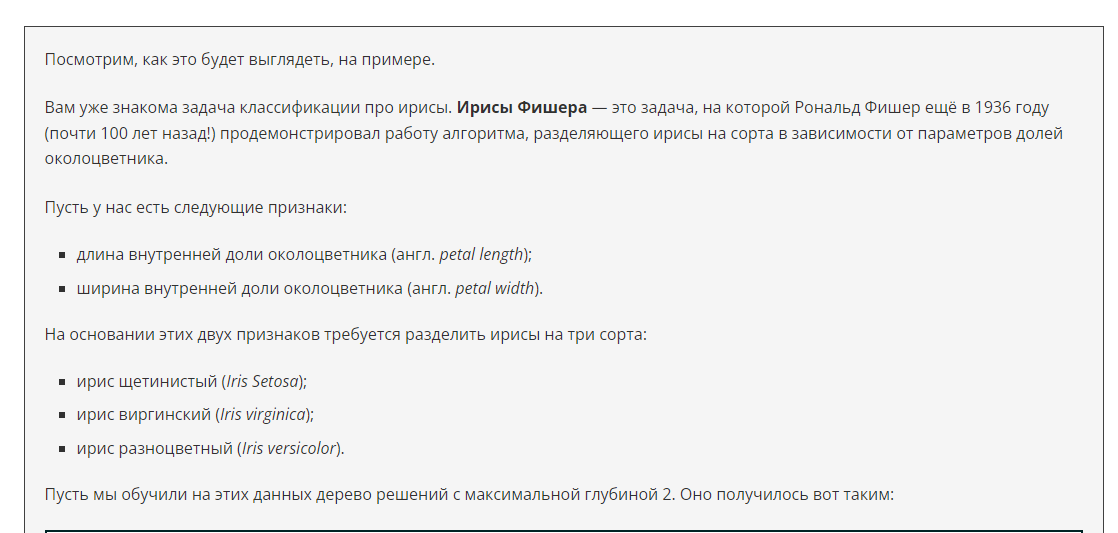 Посмотрим, как это будет выглядеть, на примере.
Вам уже знакома задача классификации про ирисы. Ирисы Фишера — это задача, на которой Рональд Фишер ещё в 1936 году
(почти 100 лет назад!) продемонстрировал работу алгоритма, разделяющего ирисы на сорта в зависимости от параметров долей
околоцветника.
Пусть у нас есть следующие признаки:
длина внутренней доли околоцветника (англ. petal length);
ширина внутренней доли околоцветника (англ. petal width).
На основании этих двух признаков требуется разделить ирисы на три сорта:
ирис щетинистый (Iris Setosa);
ирис виргинский (Iris virginica);
ирис разноцветный (Iris versicolor).
Пусть мы обучили на этих данных дерево решений с максимальной глубиной 2. Оно получилось вот таким: